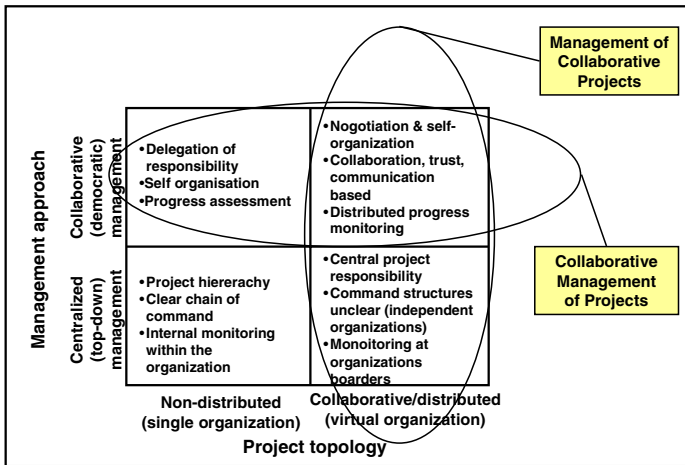 Management of
Collaborative
Projects
Management approach
Collaborative
(democratic)
management
•Delegation of
responsibility
•Self organisation
•Progress assessment
•Nogotiation & self-
organization
•Collaboration, trust,
communication
based
•Distributed progress
monitoring
Collaborative
Management
of Projects
Centralized
(top-down)
management
•Project hiererachy
•Clear chain of
command
•Internal monitoring
within the
organization
•Central project
responsibility
•Command structures
unclear (independent
organizations)
•Monoitoring at
organizations
boarders
Non-distributed
(single organization)
Collaborative/distributed
(virtual organization)
Project topology